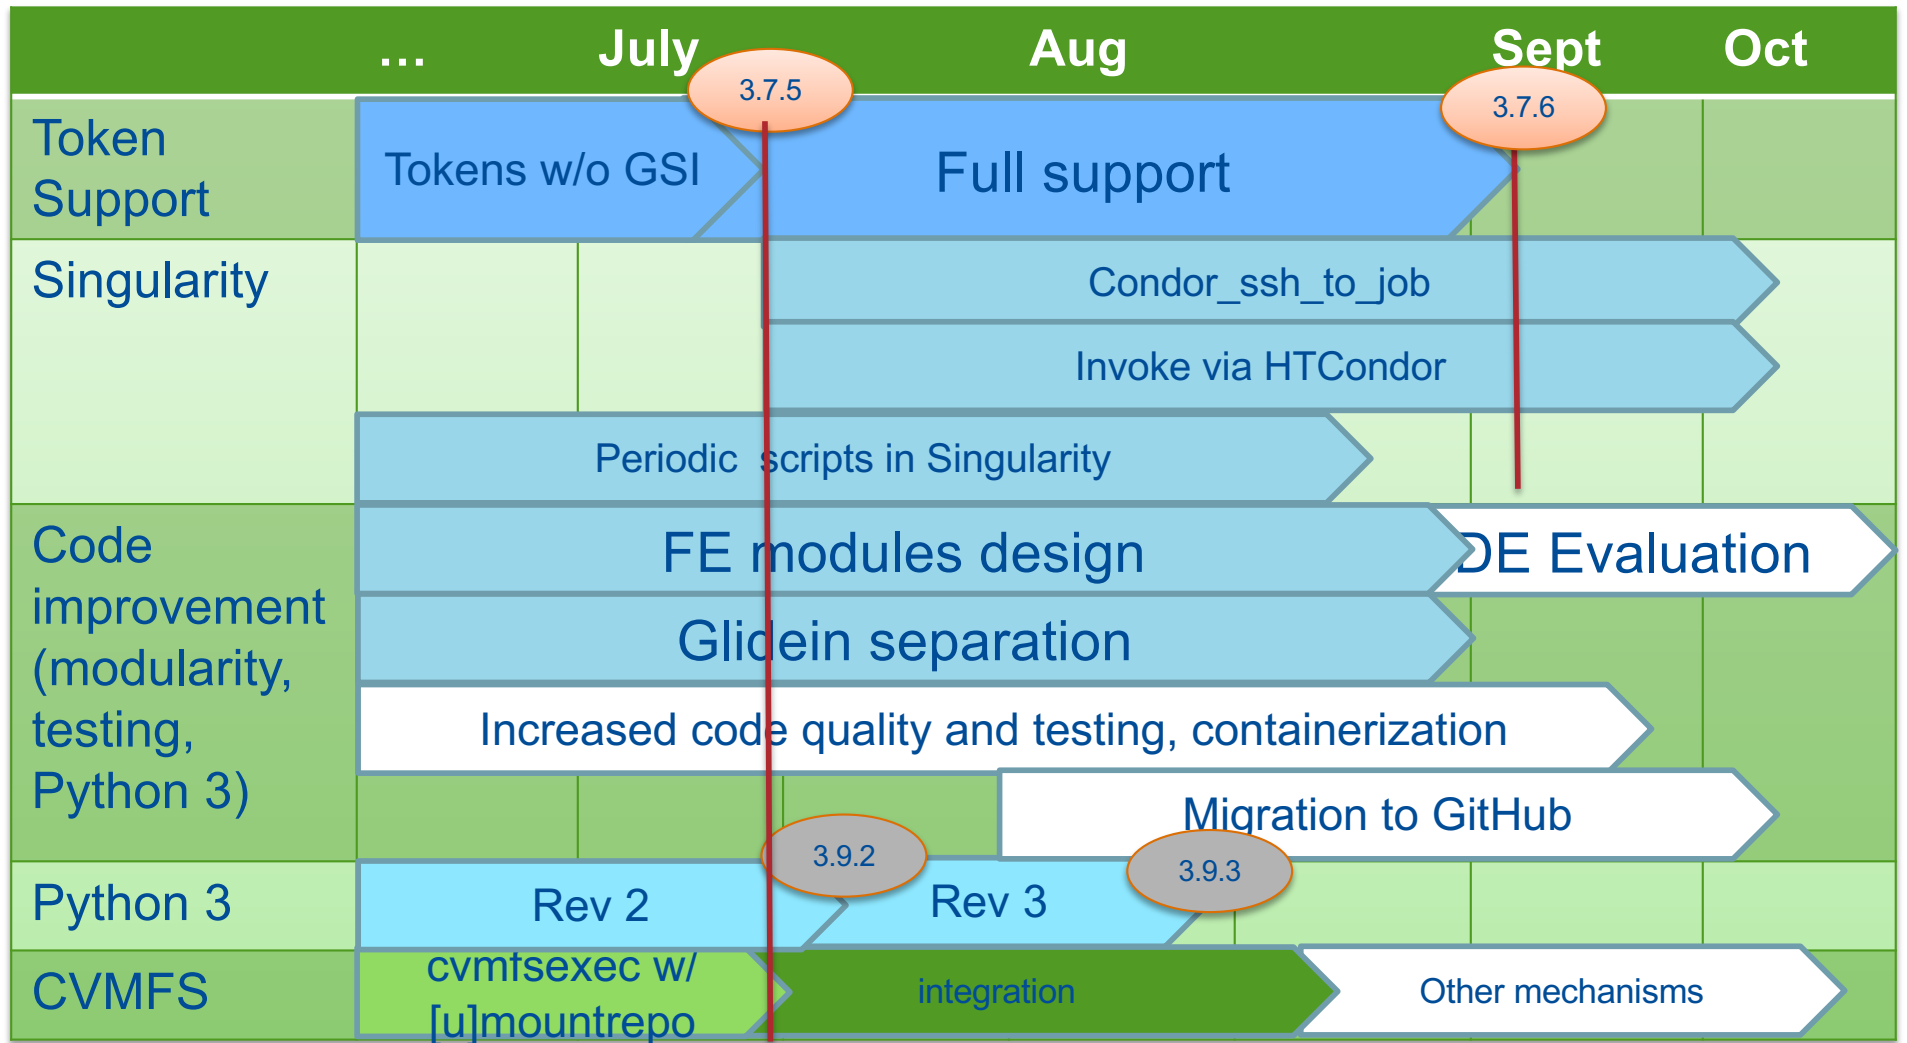 … July Aug Sept Oct
3.7.5
3.7.6
Token
Support
Tokens w/o GSI
Full support
Singularity
Condor_ssh_to_job
Invoke via HTCondor
Periodic scripts in Singularity
Code
improvement
(modularity,
testing,
Python 3)
FE modules design
DE Evaluation
Glidein separation
Increased code quality and testing, containerization
Migration to GitHub
3.9.2
3.9.3
Python 3
Rev 2
Rev 3
CVMFS
cvmfsexec w/
[u]mountrepo
integration
Other mechanisms